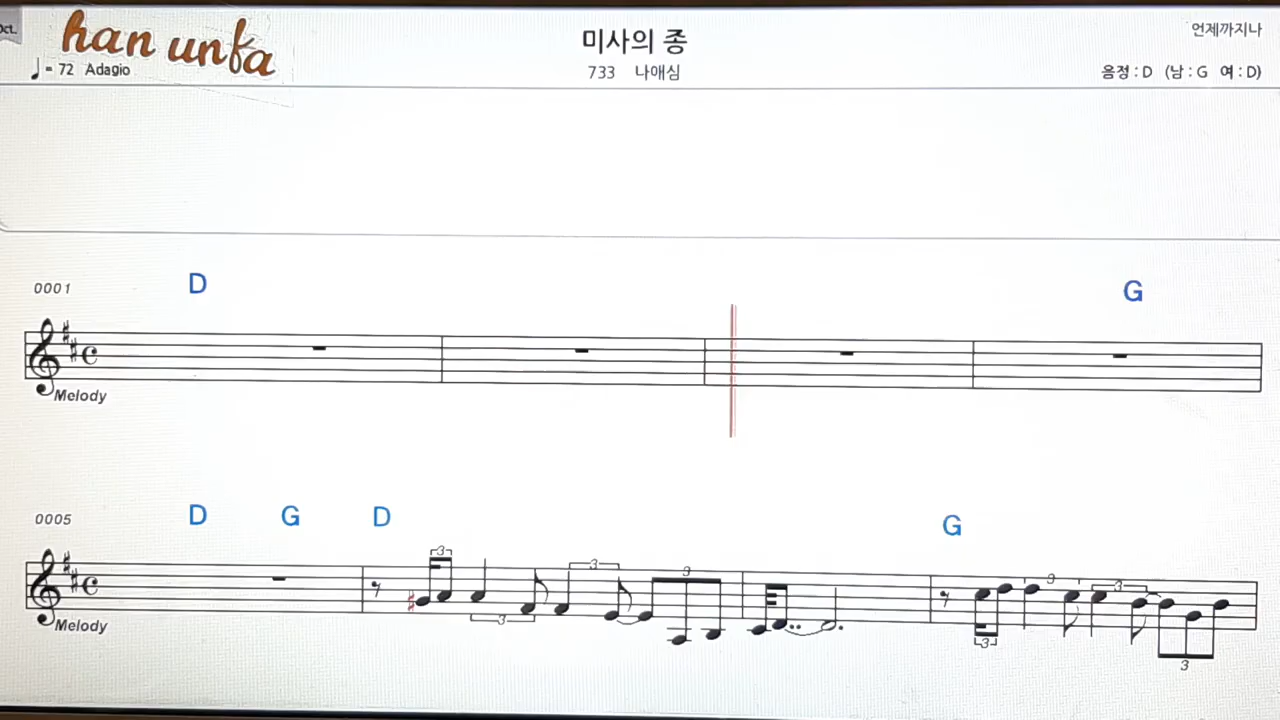 Oct.
han unfa
♩= 72 Adagio
미사의 종
733 나애심
언제까지나
음정 : D (남 : G 여 : D)
0001 D G
Melody
0005 D G D G
3 3 3 3 3 3
3 3
Melody